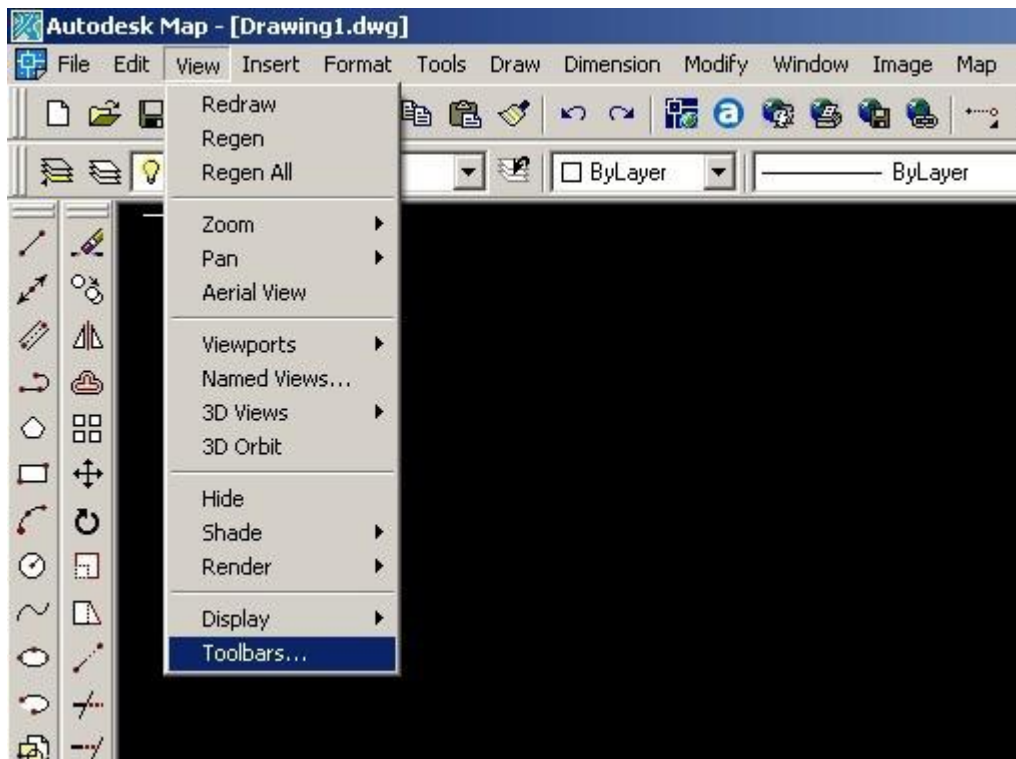 Autodesk Map - [Drawing1.dwg]
File Edit View Insert Format Tools Draw Dimension Modify Window Image Map
ByLayer ByLayer
Redraw
Regen
Regen All
Zoom
Pan
Aerial View
Viewports
Named Views...
3D Views
3D Orbit
Hide
Shade
Render
Display
Toolbars...